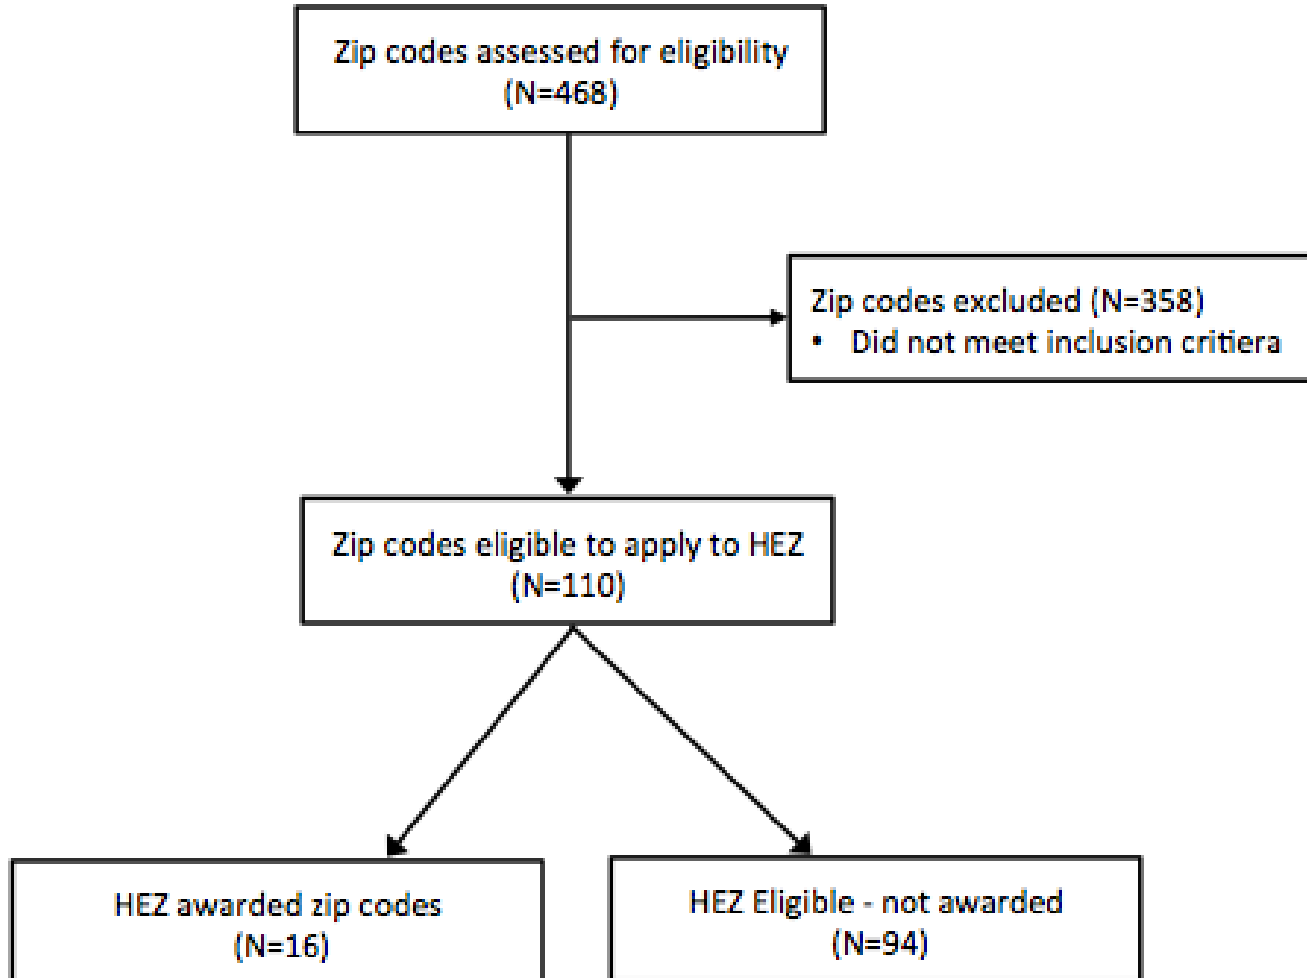 Zip codes assessed for eligibility
(N=468)
Zip codes excluded (N=358)
• Did not meet inclusion critiera
Zip codes eligible to apply to HEZ
(N=110)
HEZ awarded zip codes
(N=16)
HEZ Eligible - not awarded
(N=94)